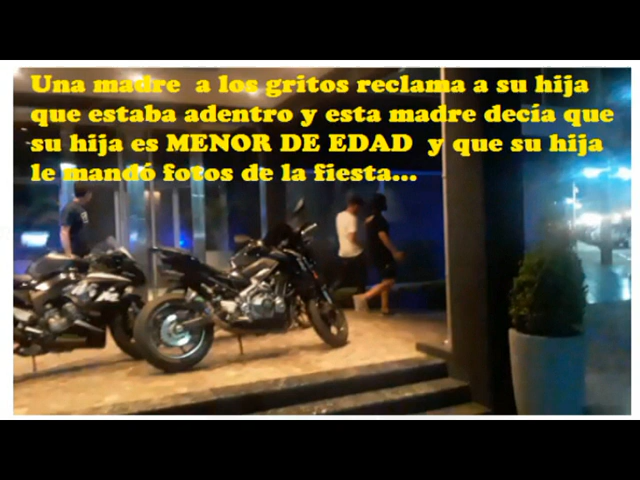 Una madre a los gritos reclama a su hija
que estaba adentro y esta madre decía que
su hija es MENOR DE EDAD y que su hija
le mandó fotos de la fiesta...